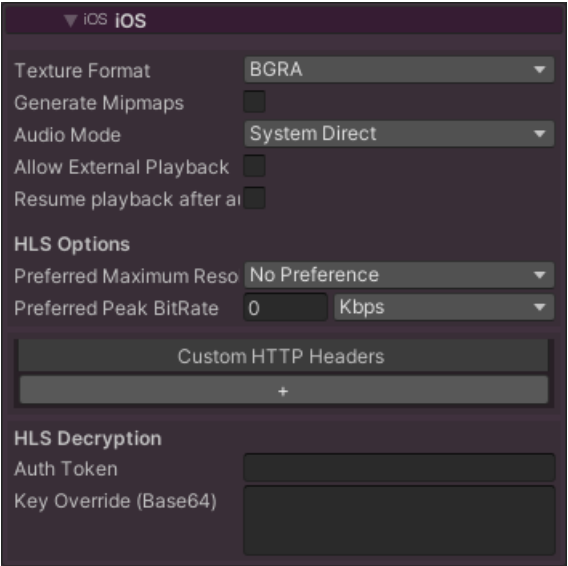 iOS iOS
Texture Format BGRA
Generate Mipmaps
Audio Mode System Direct
Allow External Playback
Resume playback after a
HLS Options
Preferred Maximum Reso No Preference
Preferred Peak BitRate 0 Kbps
Custom HTTP Headers
+
HLS Decryption
Auth Token
Key Override (Base64)